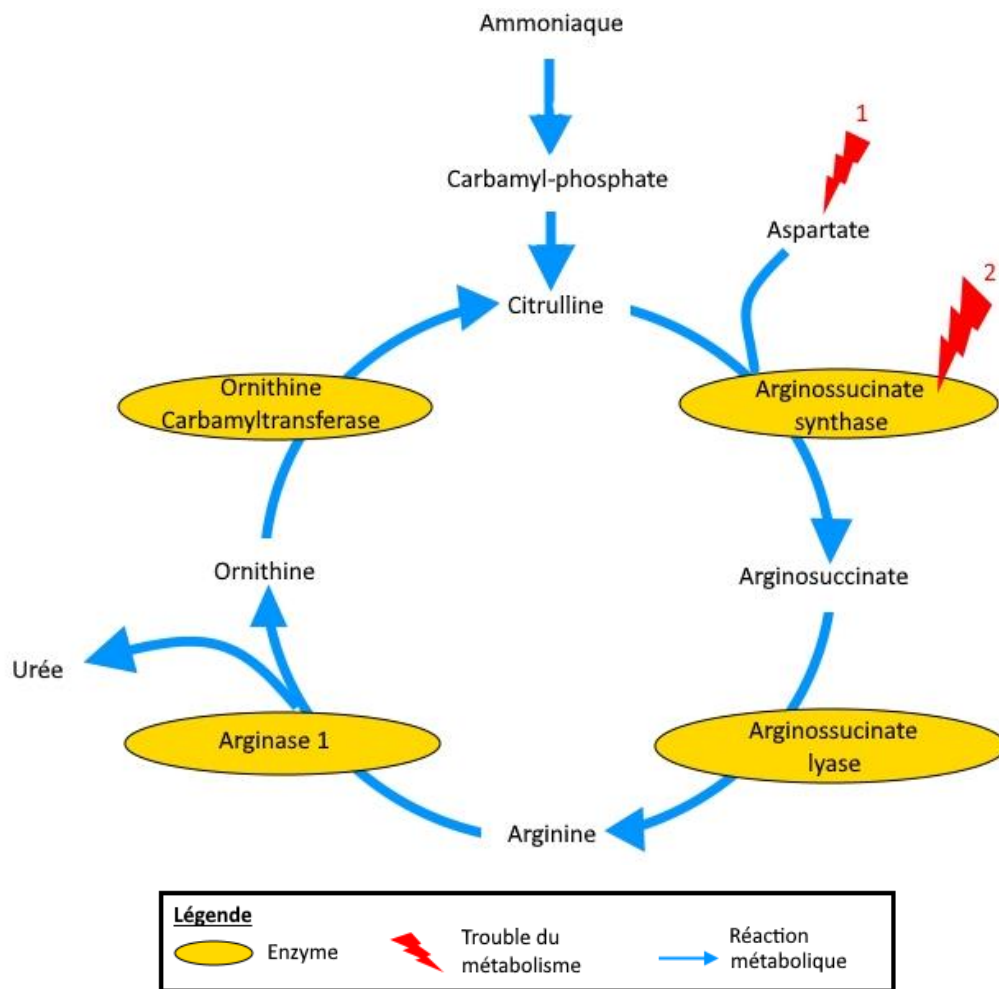 Ammoniaque
Carbamyl-phosphate
1
Aspartate
2
Citrulline
Ornithine
Carbamyltransferase
Arginossucinate
synthase
Ornithine
Arginosuccinate
Urée
Arginase 1
Arginossucinate
lyase
Arginine
Légende
Enzyme
Trouble du
métabolisme
Réaction
métabolique